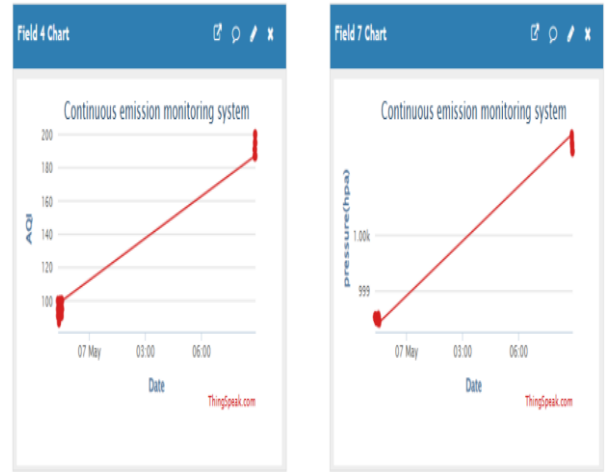 Field 4 Chart
Continuous emission monitoring system
200
180
160
140
120
100
AQI
07 May 03:00 06:00
Date
ThingSpeak.com
Field 7 Chart
Continuous emission monitoring system
1.00k
999
pressure(hpa)
07 May 03:00 06:00
Date
ThingSpeak.com